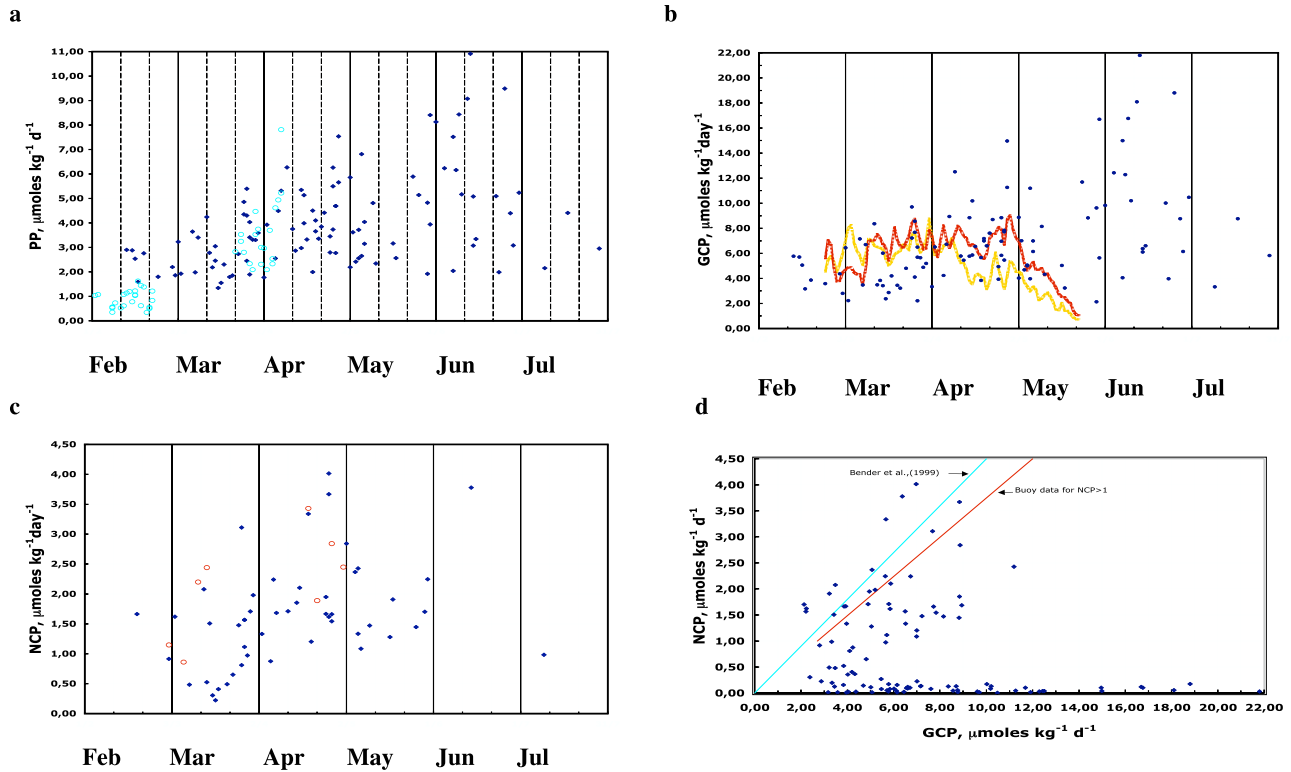 a
PP, μmoles kg-1 d-1
11,00
10,00
9,00
8,00
7,00
6,00
5,00
4,00
3,00
2,00
1,00
0,00
Feb Mar Apr May Jun Jul
b
GCP, μmoles kg-1day-1
22,00
20,00
18,00
16,00
14,00
12,00
10,00
8,00
6,00
4,00
2,00
0,00
Feb Mar Apr May Jun Jul
c
NCP, μmoles kg-1day-1
4,50
4,00
3,50
3,00
2,50
2,00
1,50
1,00
0,50
0,00
Feb Mar Apr May Jun Jul
d
NCP, μmoles kg-1 d-1
4,50
4,00
3,50
3,00
2,50
2,00
1,50
1,00
0,50
0,00
Bender et al.,(1999)
Buoy data for NCP>1
0,00 2,00 4,00 6,00 8,00 10,00 12,00 14,00 16,00 18,00 20,00 22,00
GCP, μmoles kg-1 d-1